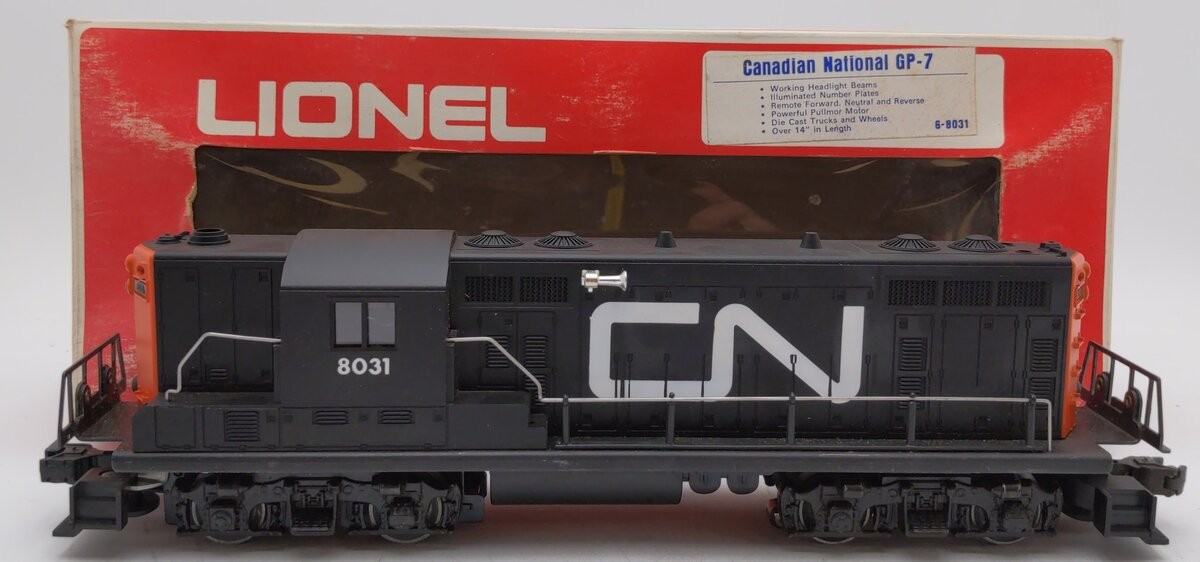 LIONEL
Canadian National GP-7
• Working Headlight Beams
• Illuminated Number Plates
• Remote Forward, Neutral and Reverse
• Powerful Pullmor Motor
• Die Cast Trucks and Wheels
• Over 14" in Length
6-8031
CN
8031